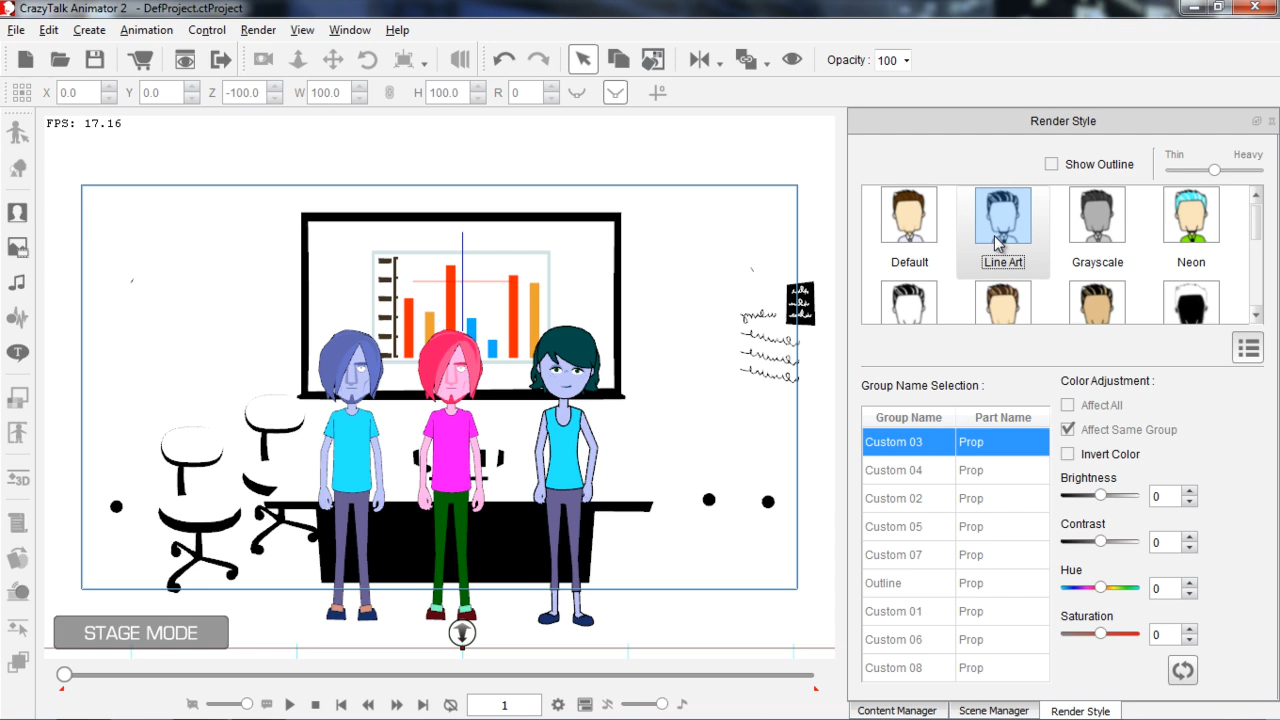 CrazyTalk Animator 2 - DefProject.ctProject
File Edit Create Animation Control Render View Window Help
Opacity : 100
X 0.0 Y 0.0 Z -100.0 W 100.0 H 100.0 R 0
FPS: 17.16
Render Style
Show Outline Thin Heavy
Default Line Art Grayscale Neon
Group Name Selection :
Group Name Part Name
Custom 03 Prop
Custom 04 Prop
Custom 02 Prop
Custom 05 Prop
Custom 07 Prop
Outline Prop
Custom 01 Prop
Custom 06 Prop
Custom 08 Prop
Color Adjustment :
Affect All
Affect Same Group
Invert Color
Brightness
0
Contrast
0
Hue
0
Saturation
0
STAGE MODE
1
Content Manager Scene Manager Render Style